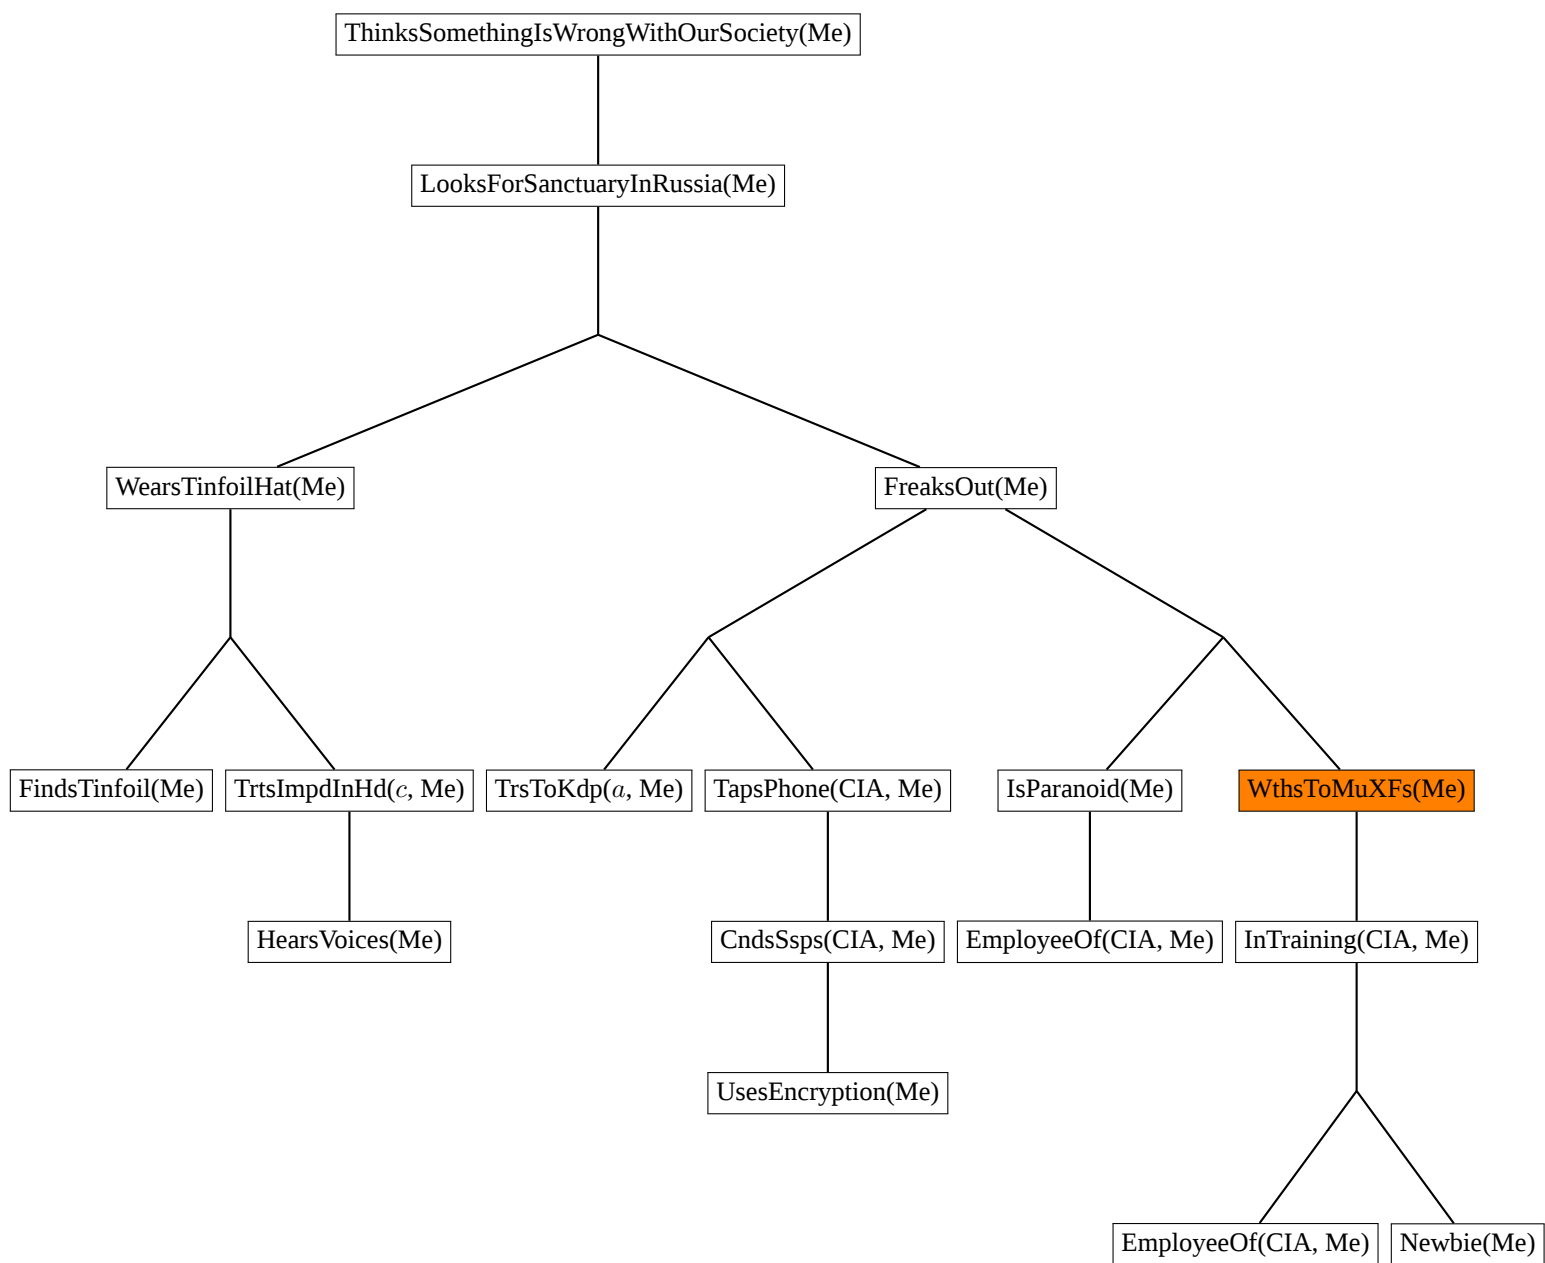 ThinksSomethingIsWrongWithOurSociety(Me)
LooksForSanctuaryInRussia(Me)
WearsTinfoilHat(Me)
FreaksOut(Me)
FindsTinfoil(Me)
TrtsImpdInHd(c, Me)
TrsToKdp(a, Me)
TapsPhone(CIA, Me)
IsParanoid(Me)
WthsToMuXFs(Me)
HearsVoices(Me)
CndsSsps(CIA, Me)
EmployeeOf(CIA, Me)
InTraining(CIA, Me)
UsesEncryption(Me)
EmployeeOf(CIA, Me)
Newbie(Me)